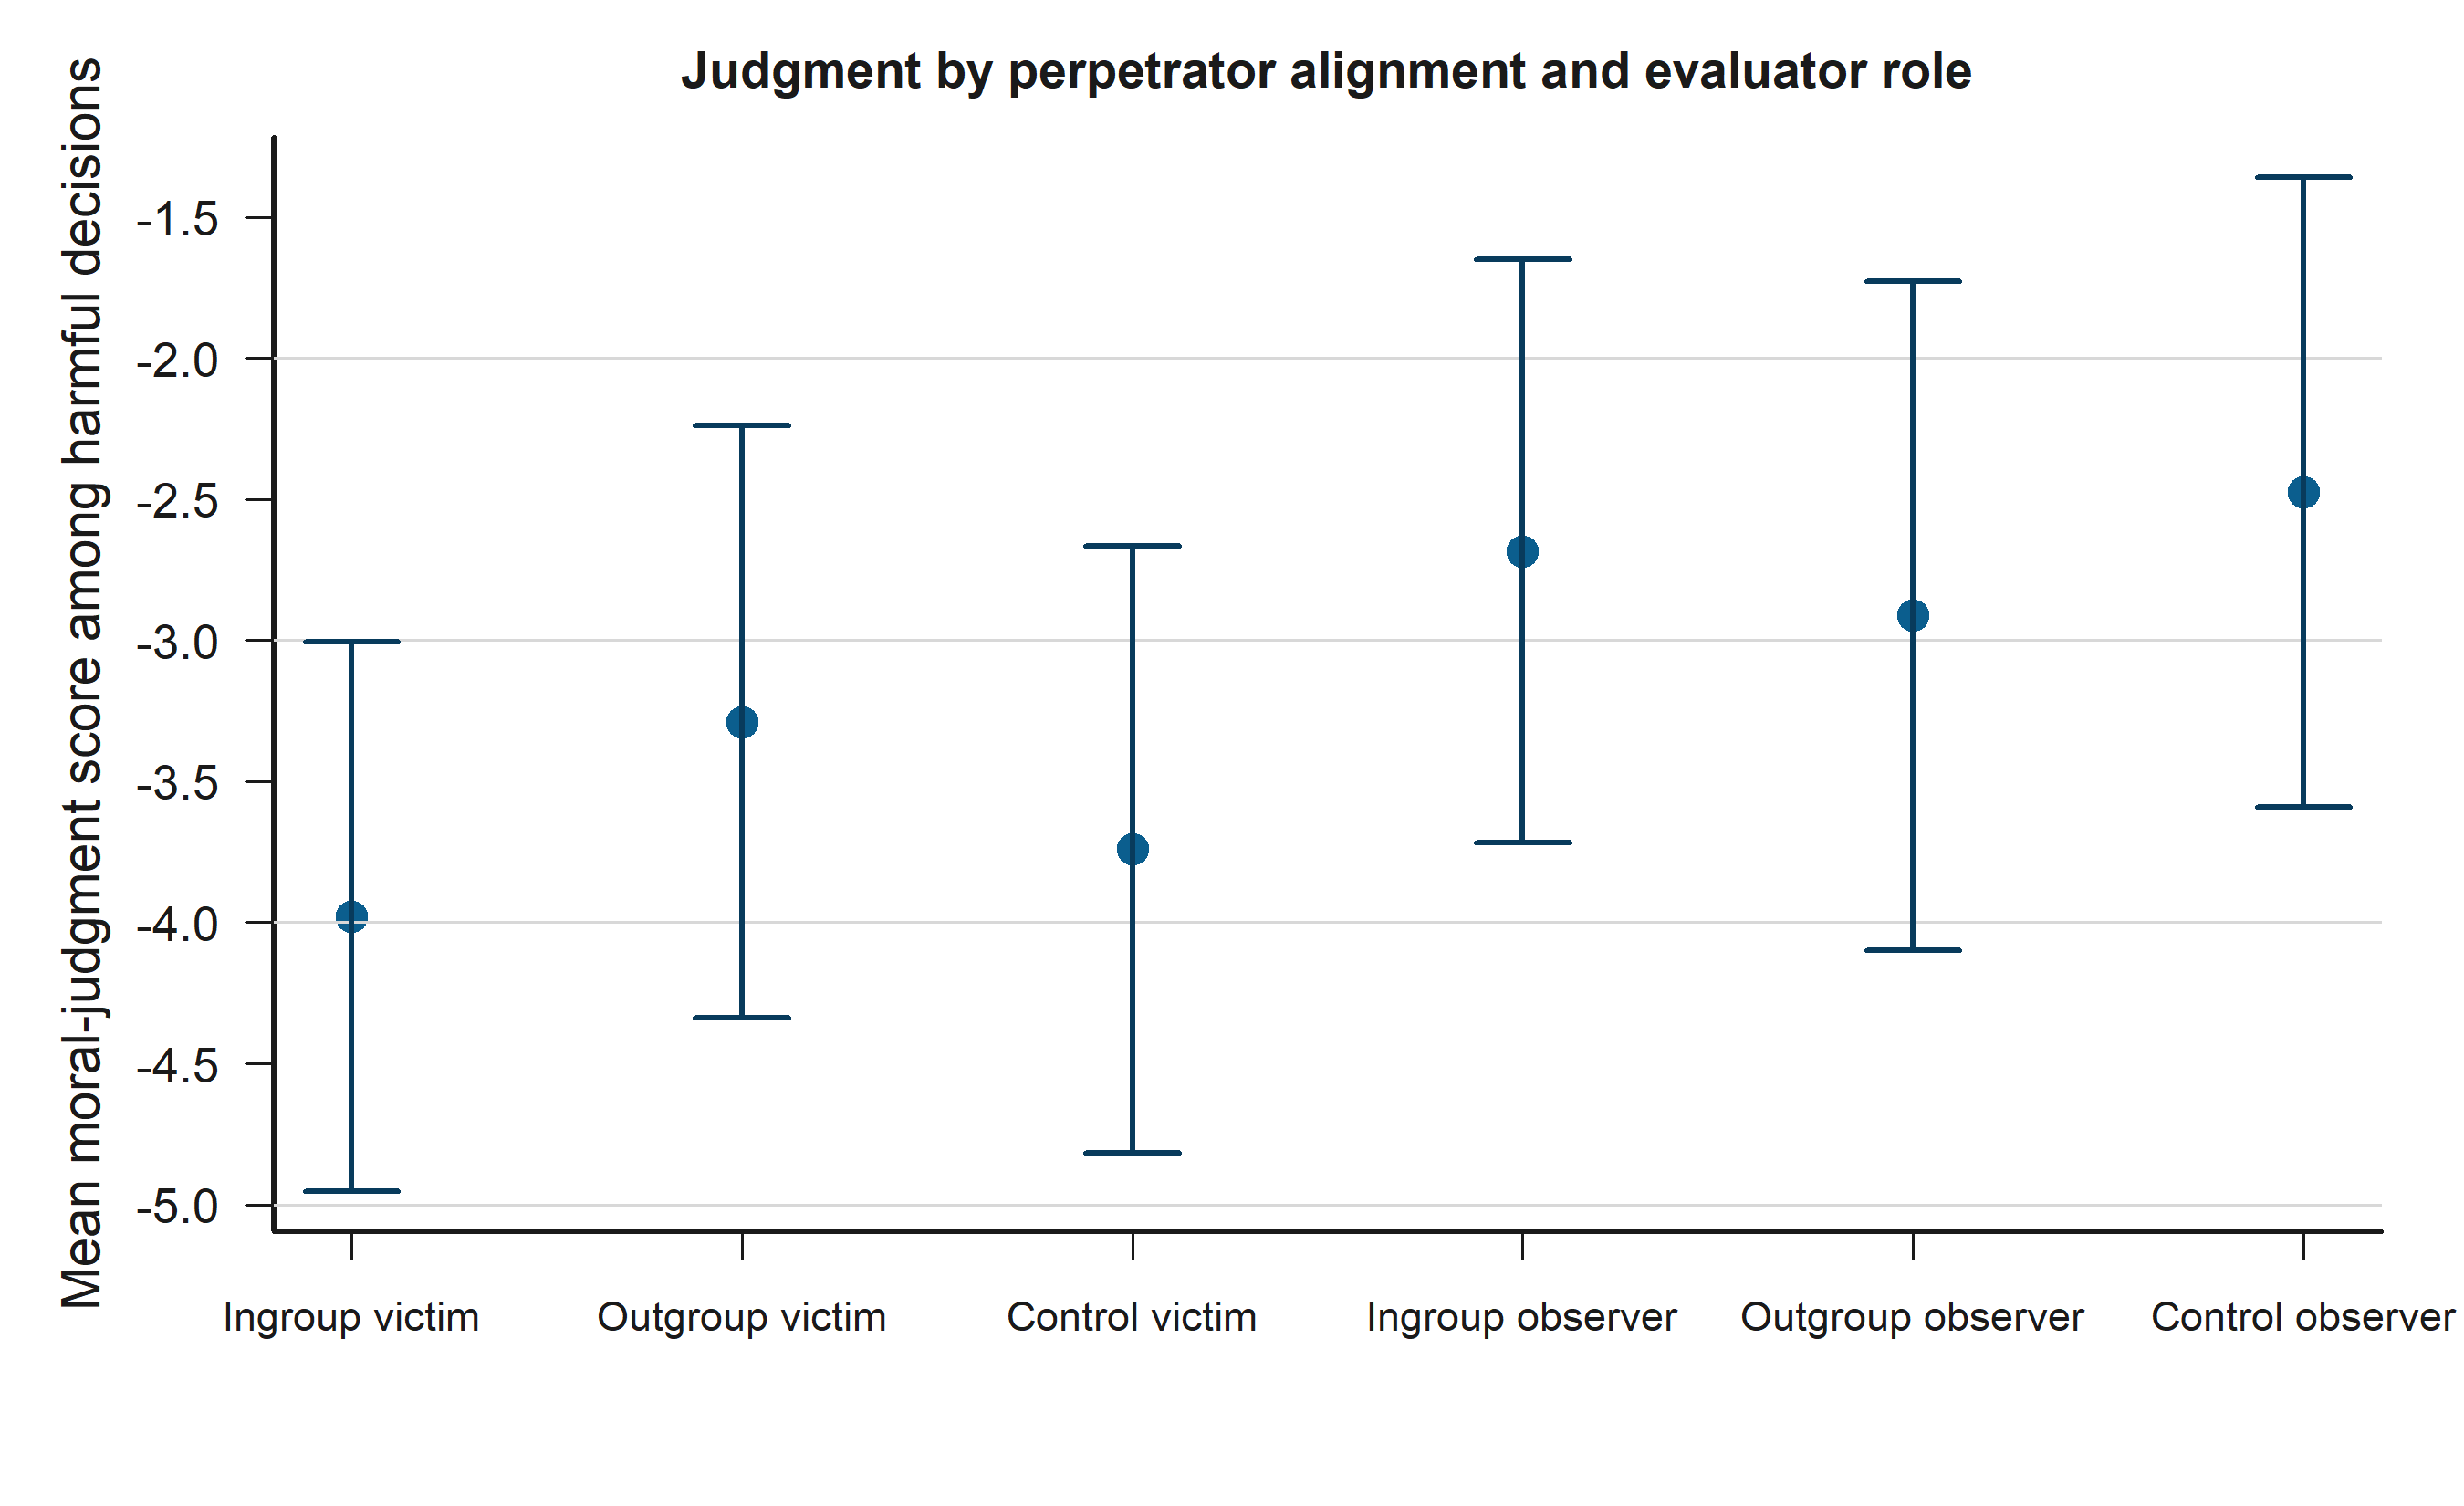 Judgment by perpetrator alignment and evaluator role
Mean moral-judgment score among harmful decisions
-1.5
-2.0
-2.5
-3.0
-3.5
-4.0
-4.5
-5.0
Ingroup victim
Outgroup victim
Control victim
Ingroup observer
Outgroup observer
Control observer